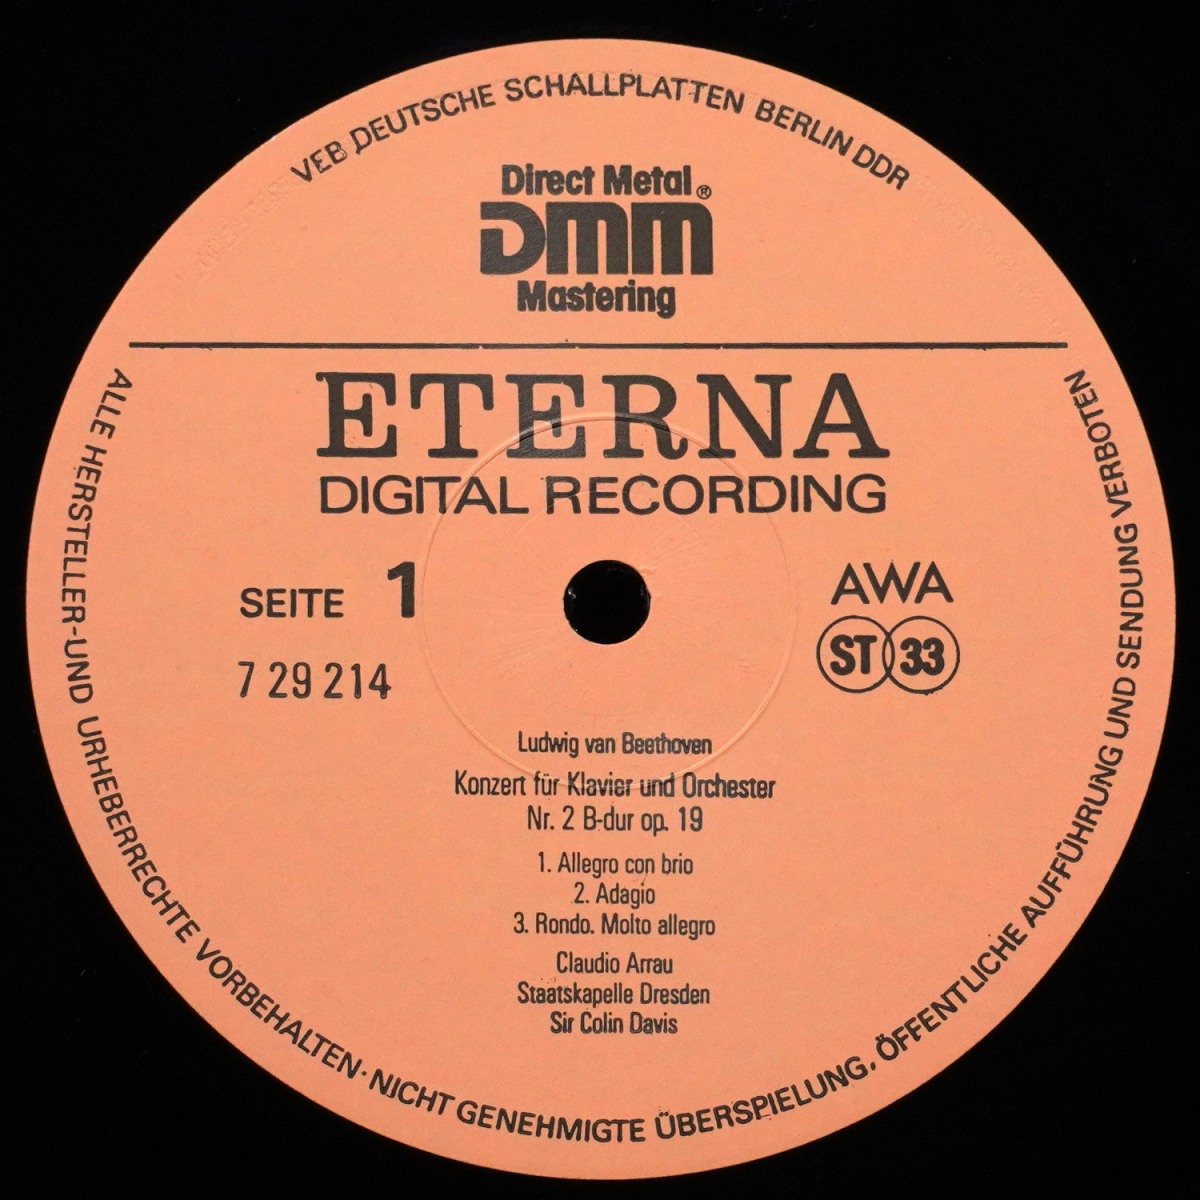 VEB DEUTSCHE SCHALLPLATTEN BERLIN DDR
Direct Metal ®
DMM
Mastering
ETERNA
DIGITAL RECORDING
SEITE 1
7 29 214
AWA
ST 33
Ludwig van Beethoven
Konzert für Klavier und Orchester
Nr. 2 B-dur op. 19
1. Allegro con brio
2. Adagio
3. Rondo. Molto allegro
Claudio Arrau
Staatskapelle Dresden
Sir Colin Davis
ALLE HERSTELLER-UND URHEBERRECHTE VORBEHALTEN · NICHT GENEHMIGTE ÜBERSPIELUNG, ÖFFENTLICHE AUFFÜHRUNG UND SENDUNG VERBOTEN